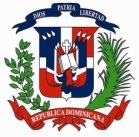 DIOS PATRIA LIBERTAD
REPUBLICA DOMINICANA